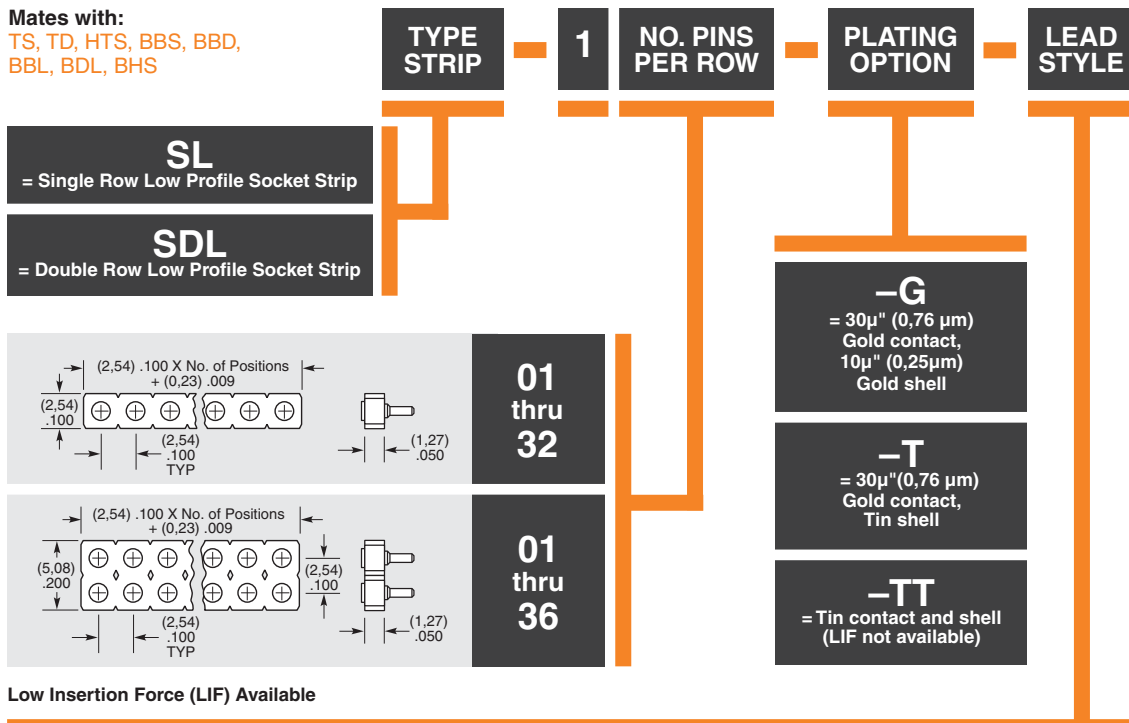 Mates with:
TS, TD, HTS, BBS, BBD,
BBL, BDL, BHS
TYPE
STRIP
1
NO. PINS
PER ROW
PLATING
OPTION
LEAD
STYLE
SL
= Single Row Low Profile Socket Strip
SDL
= Double Row Low Profile Socket Strip
–G
= 30µ" (0,76 µm)
Gold contact,
10µ" (0,25µm)
Gold shell
–T
= 30µ"(0,76 µm)
Gold contact,
Tin shell
–TT
= Tin contact and shell
(LIF not available)
(2,54) .100 X No. of Positions
+ (0,23) .009
(2,54)
.100
(2,54)
.100
TYP
(1,27)
.050
01
thru
32
(2,54) .100 X No. of Positions
+ (0,23) .009
(5,08)
.200
(2,54)
.100
(2,54)
.100
TYP
(1,27)
.050
01
thru
36
Low Insertion Force (LIF) Available